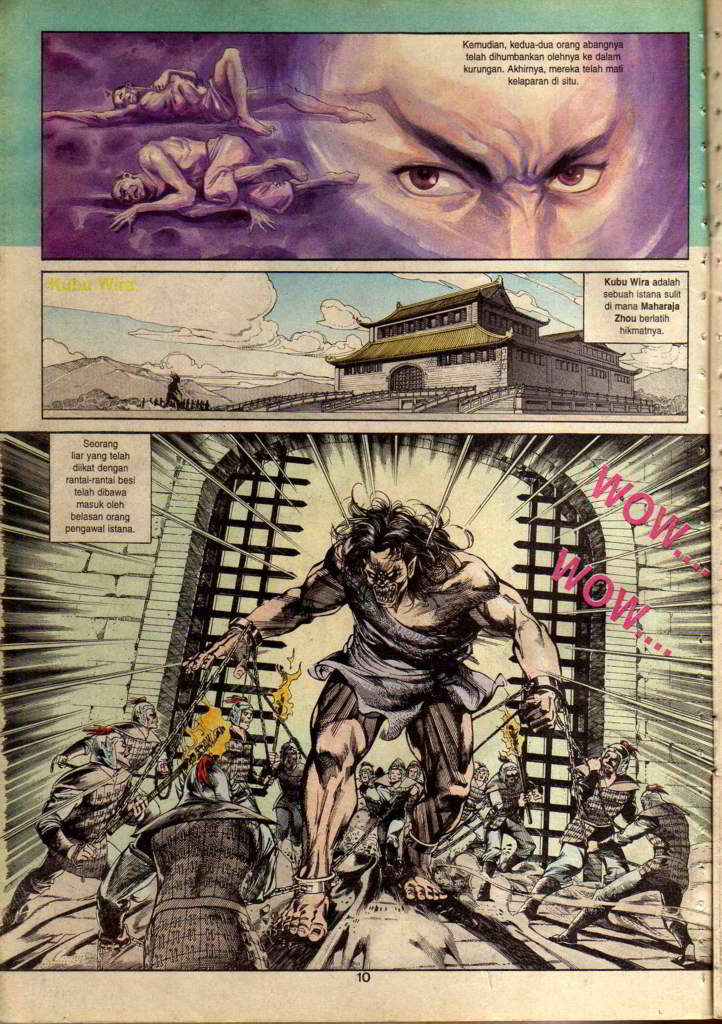 Kemudian, kedua-dua orang abangnya
telah dihumbankan olehnya ke dalam
kurungan. Akhirnya, mereka telah mati
kelaparan di situ.
Kubu Wira.
Kubu Wira adalah
sebuah istana sulit
di mana Maharaja
Zhou berlatih
hikmatnya.
Seorang
liar yang telah
diikat dengan
rantai-rantai besi
telah dibawa
masuk oleh
belasan orang
pengawal istana.
WOW....
WOW....
10